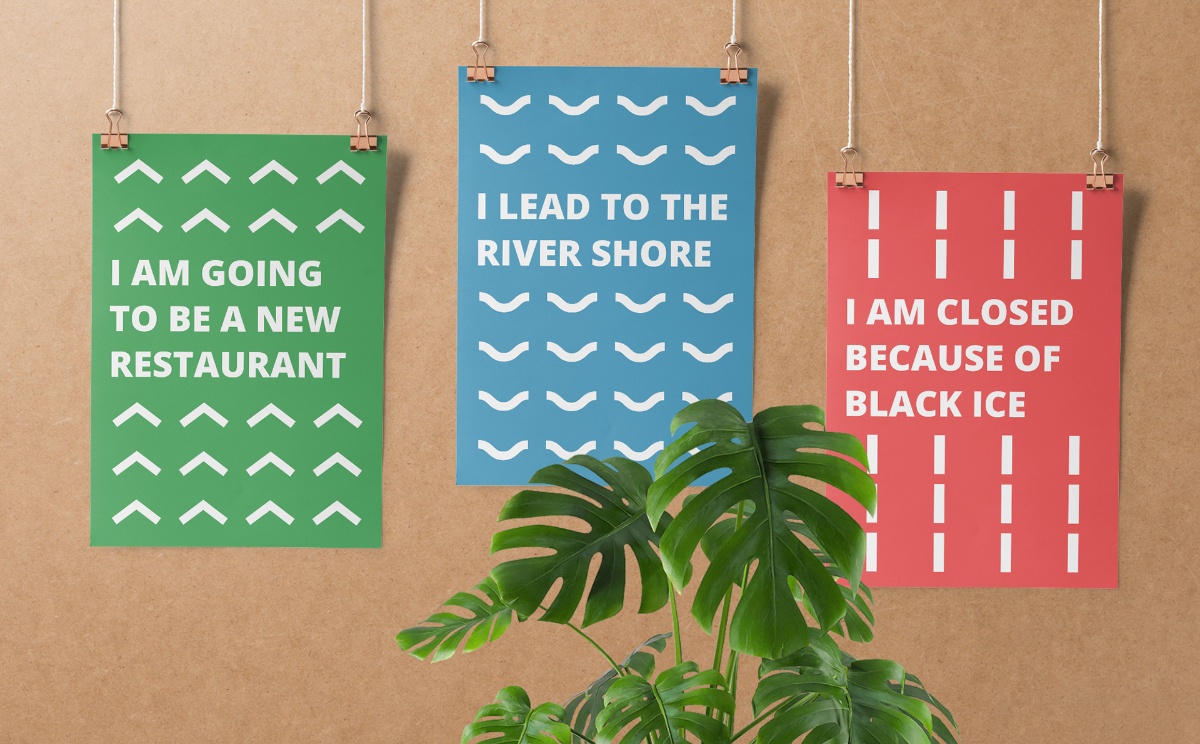 I AM GOING
TO BE A NEW
RESTAURANT
I LEAD TO THE
RIVER SHORE
I AM CLOSED
BECAUSE OF
BLACK ICE